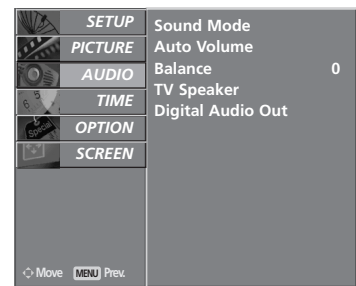 SETUP
PICTURE
AUDIO
TIME
OPTION
SCREEN
Sound Mode
Auto Volume
Balance 0
TV Speaker
Digital Audio Out
Move MENU Prev.